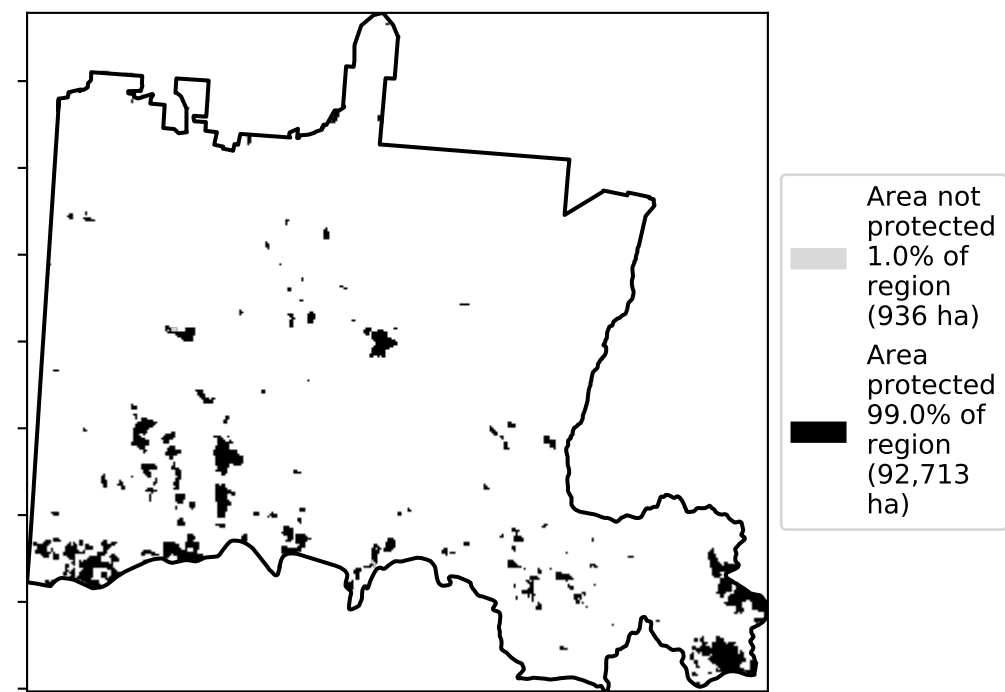 Area not
protected
1.0% of
region
(936 ha)
Area
protected
99.0% of
region
(92,713
ha)